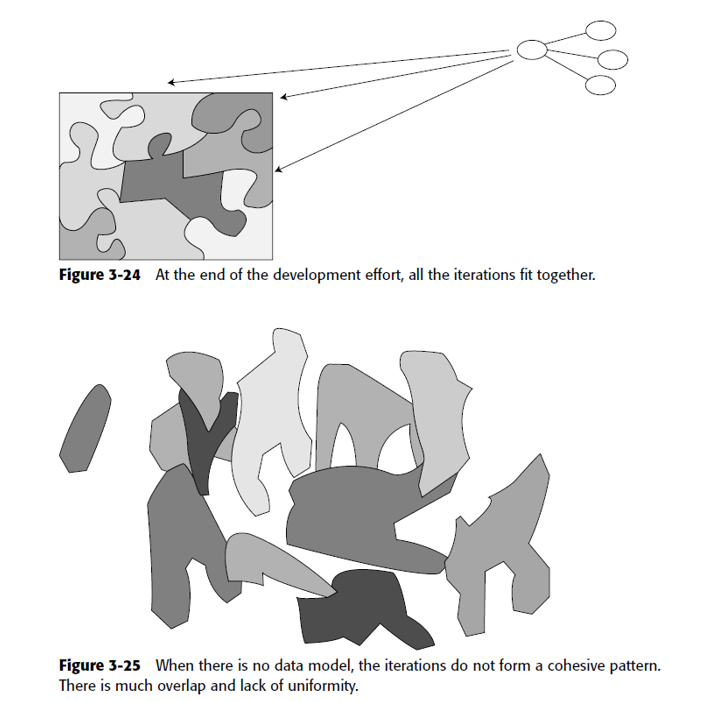 Figure 3-24 At the end of the development effort, all the iterations fit together.
Figure 3-25 When there is no data model, the iterations do not form a cohesive pattern.
There is much overlap and lack of uniformity.